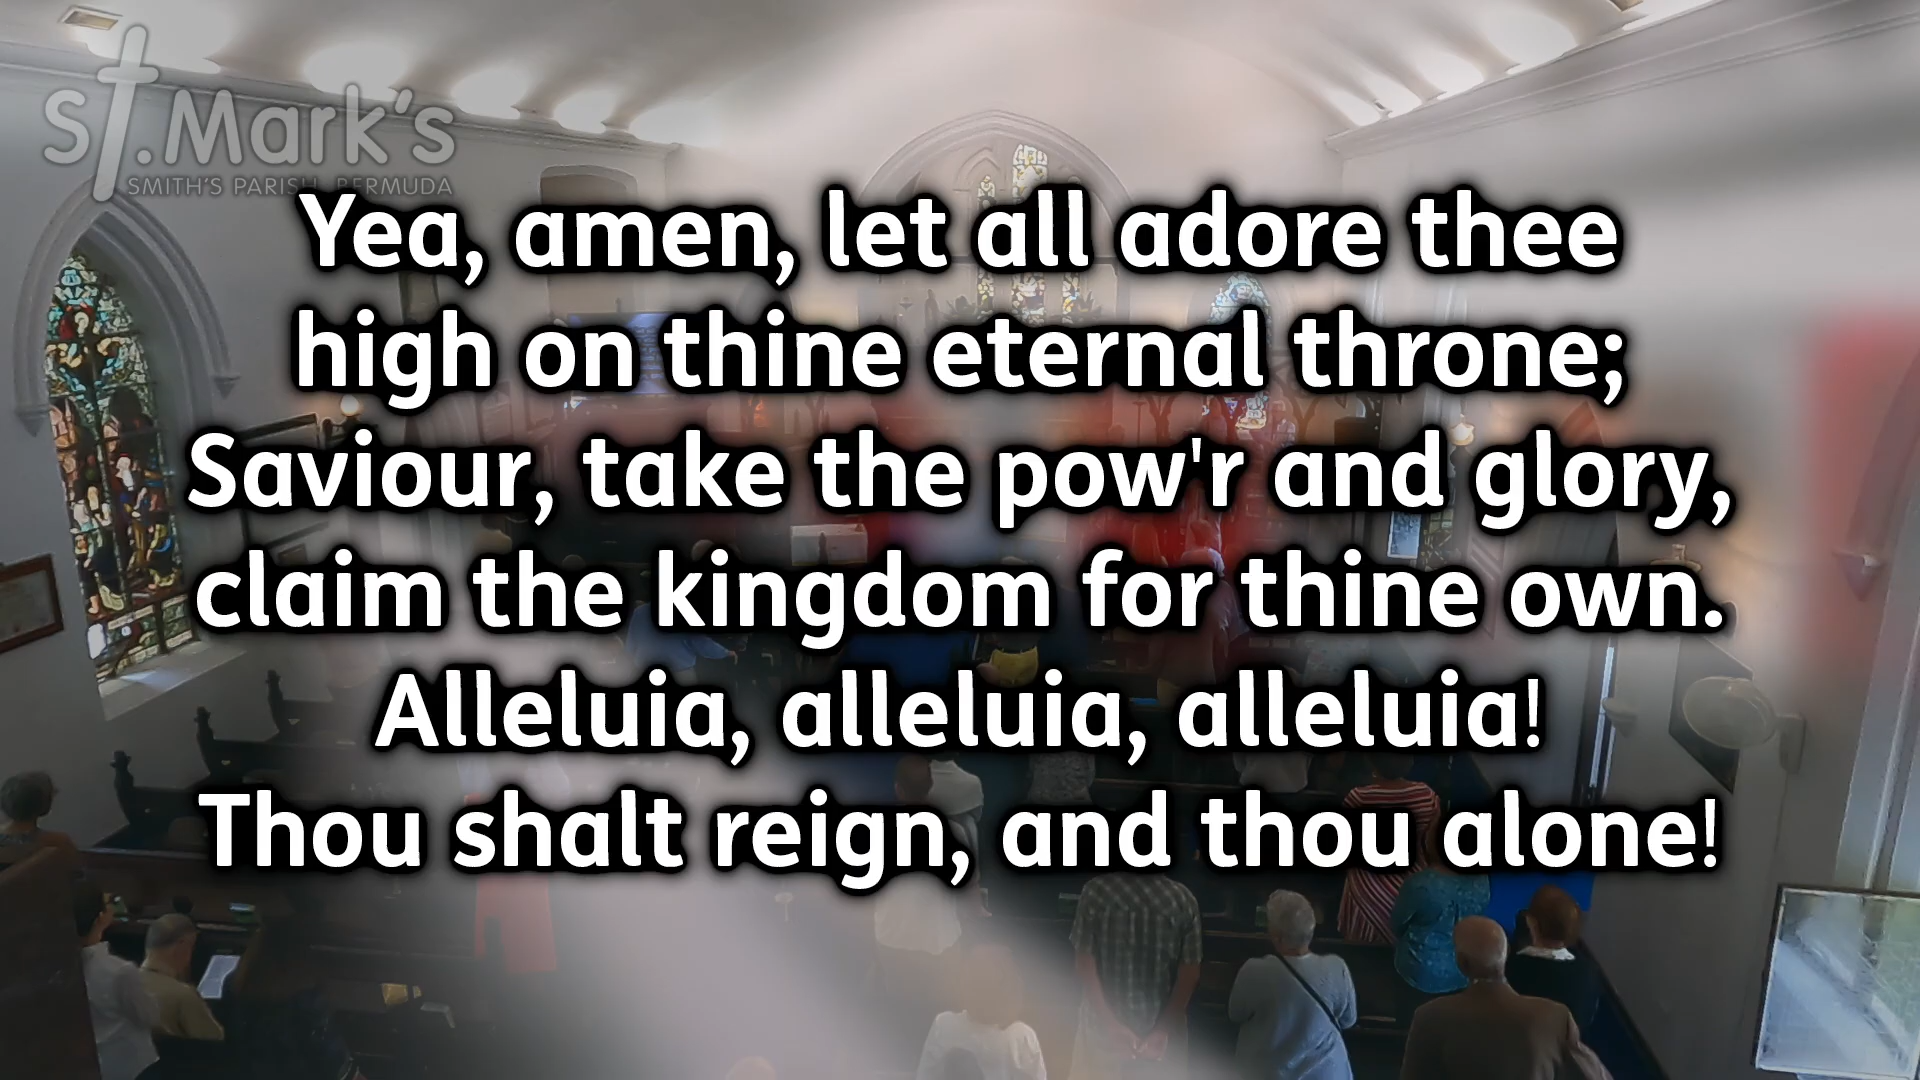 St. Mark's
SMITH'S PARISH, BERMUDA
Yea, amen, let all adore thee
high on thine eternal throne;
Saviour, take the pow'r and glory,
claim the kingdom for thine own.
Alleluia, alleluia, alleluia!
Thou shalt reign, and thou alone!